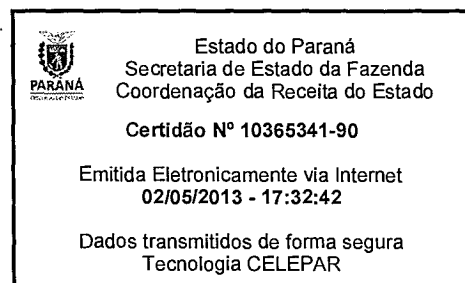 PARANÁ
Estado do Paraná
Secretaria de Estado da Fazenda
Coordenação da Receita do Estado
Certidão Nº 10365341-90
Emitida Eletronicamente via Internet
02/05/2013 - 17:32:42
Dados transmitidos de forma segura
Tecnologia CELEPAR